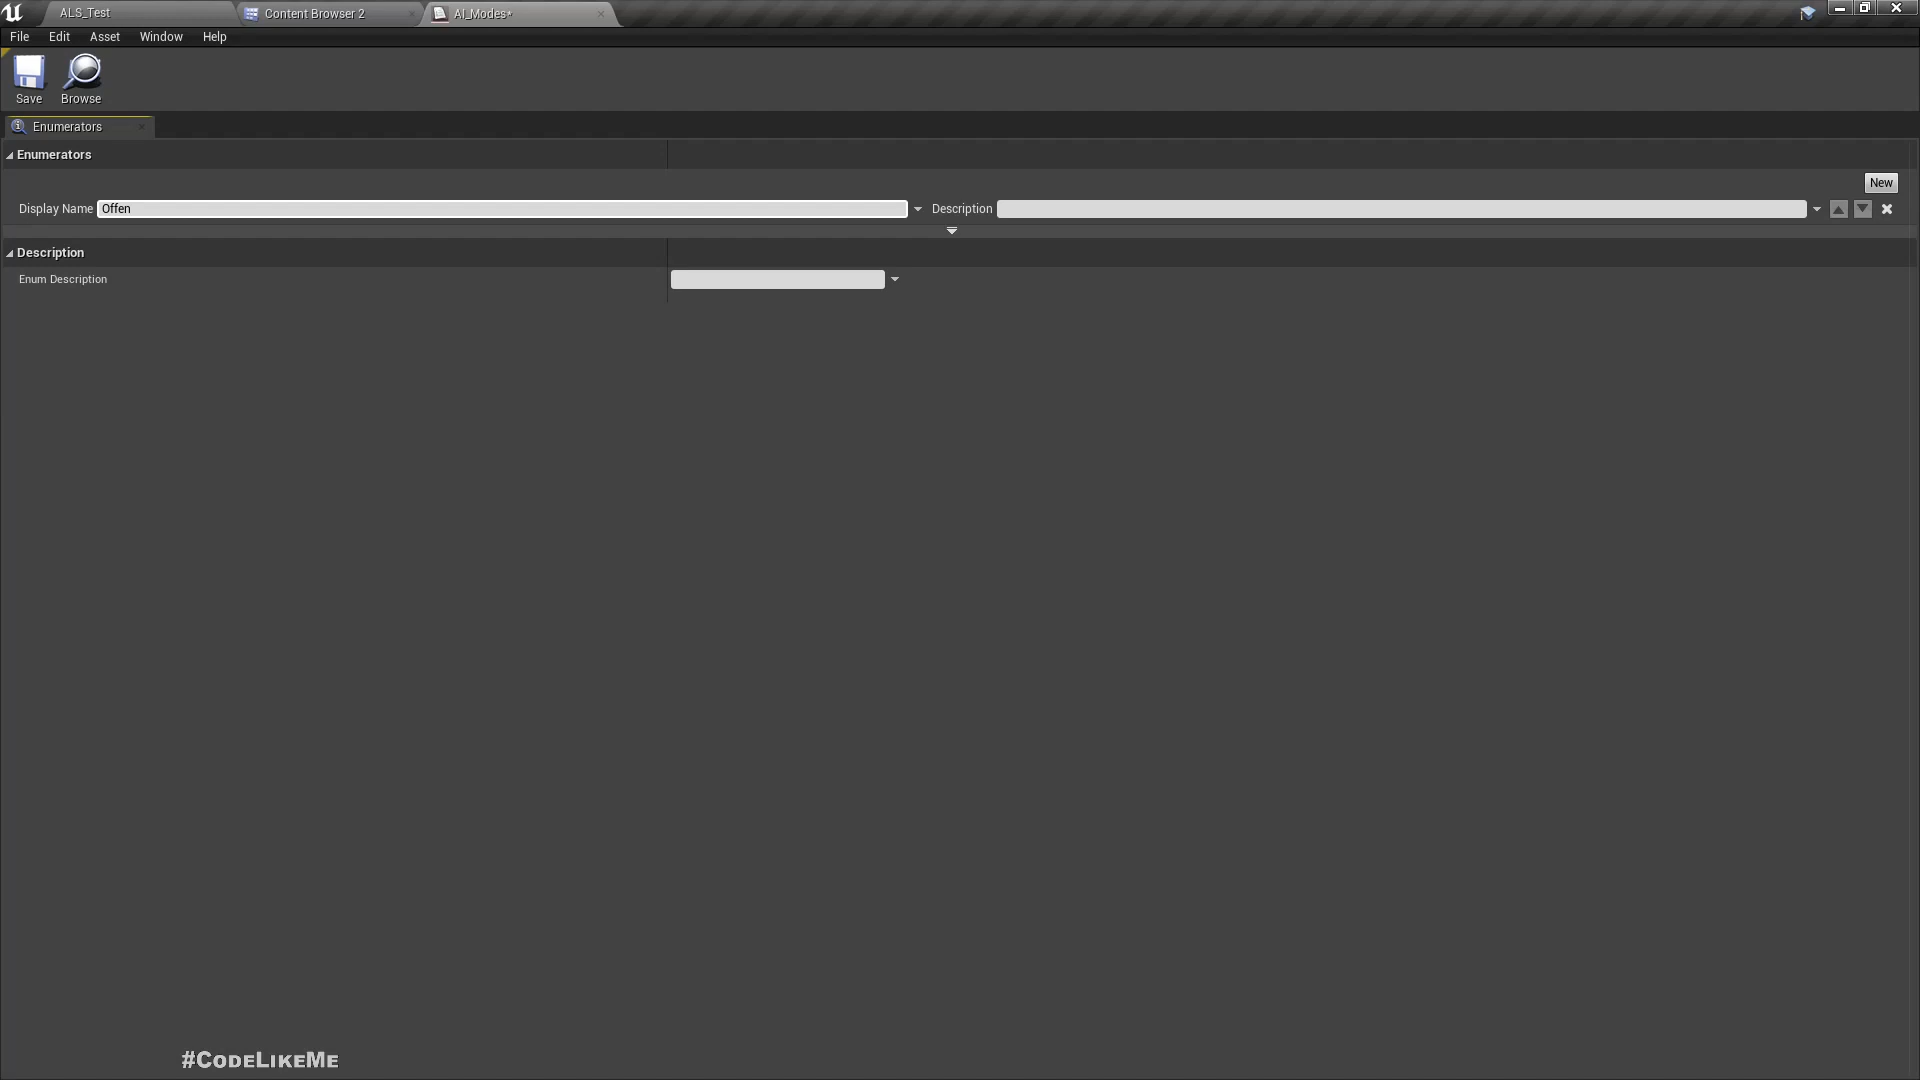 ALS_Test
Content Browser 2
AI_Modes*
File Edit Asset Window Help
Save Browse
Enumerators
Enumerators
New
Display Name Offen Description
Description
Enum Description
#CodeLikeMe